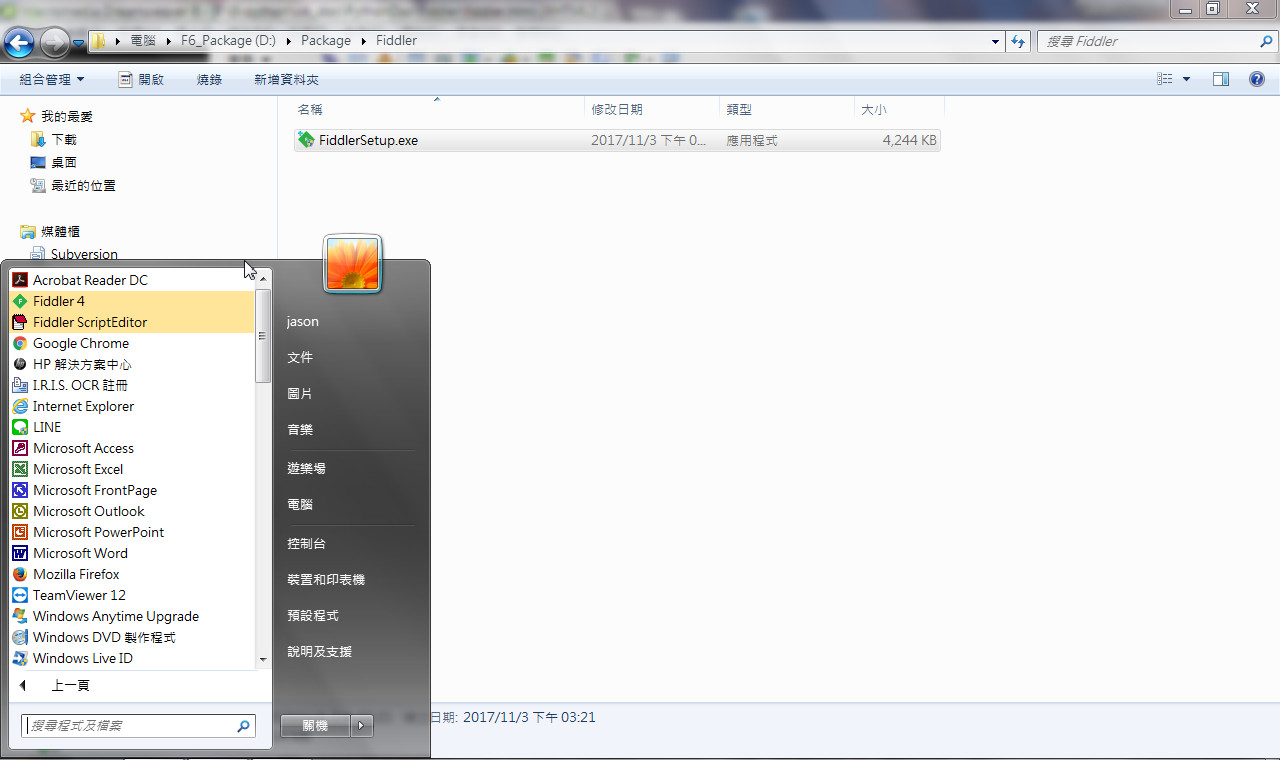 電腦 F6_Package (D:) Package Fiddler
搜尋 Fiddler
組合管理 開啟 燒錄 新增資料夾
我的最愛
下載
桌面
最近的位置
媒體櫃
Subversion
名稱 修改日期 類型 大小
FiddlerSetup.exe 2017/11/3 下午 0... 應用程式 4,244 KB
Acrobat Reader DC
Fiddler 4
Fiddler ScriptEditor
Google Chrome
HP 解決方案中心
I.R.I.S. OCR 註冊
Internet Explorer
LINE
Microsoft Access
Microsoft Excel
Microsoft FrontPage
Microsoft Outlook
Microsoft PowerPoint
Microsoft Word
Mozilla Firefox
TeamViewer 12
Windows Anytime Upgrade
Windows DVD 製作程式
Windows Live ID
上一頁
搜尋程式及檔案
jason
文件
圖片
音樂
遊樂場
電腦
控制台
裝置和印表機
預設程式
說明及支援
關機
日期: 2017/11/3 下午 03:21